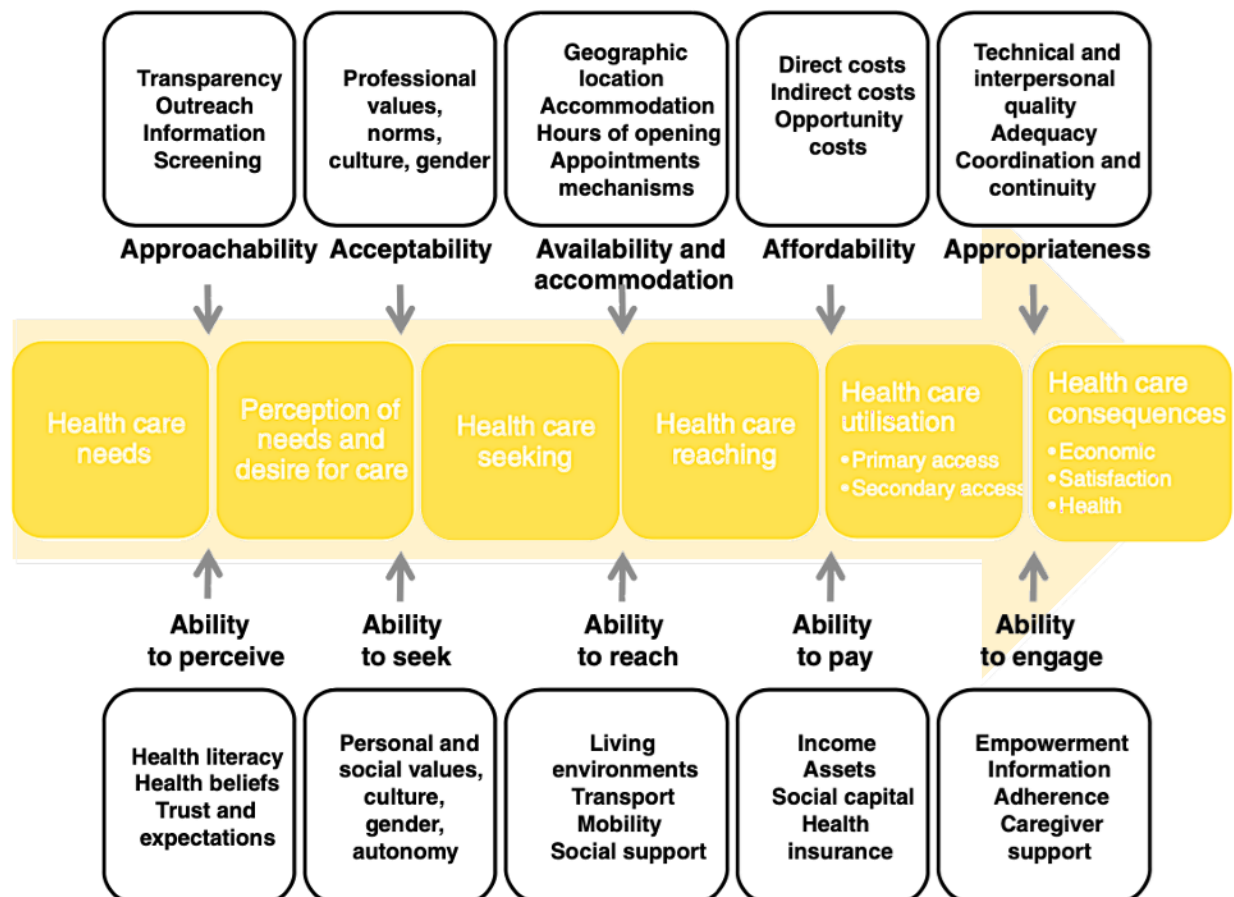 Transparency
Outreach
Information
Screening
Professional
values,
norms,
culture, gender
Geographic
location
Accommodation
Hours of opening
Appointments
mechanisms
Direct costs
Indirect costs
Opportunity
costs
Technical and
interpersonal
quality
Adequacy
Coordination and
continuity
Approachability
Acceptability
Availability and
accommodation
Affordability
Appropriateness
Health care
needs
Perception of
needs and
desire for care
Health care
seeking
Health care
reaching
Health care
utilisation
•Primary access
•Secondary access
Health care
consequences
•Economic
•Satisfaction
•Health
Ability
to perceive
Ability
to seek
Ability
to reach
Ability
to pay
Ability
to engage
Health literacy
Health beliefs
Trust and
expectations
Personal and
social values,
culture,
gender,
autonomy
Living
environments
Transport
Mobility
Social support
Income
Assets
Social capital
Health
insurance
Empowerment
Information
Adherence
Caregiver
support